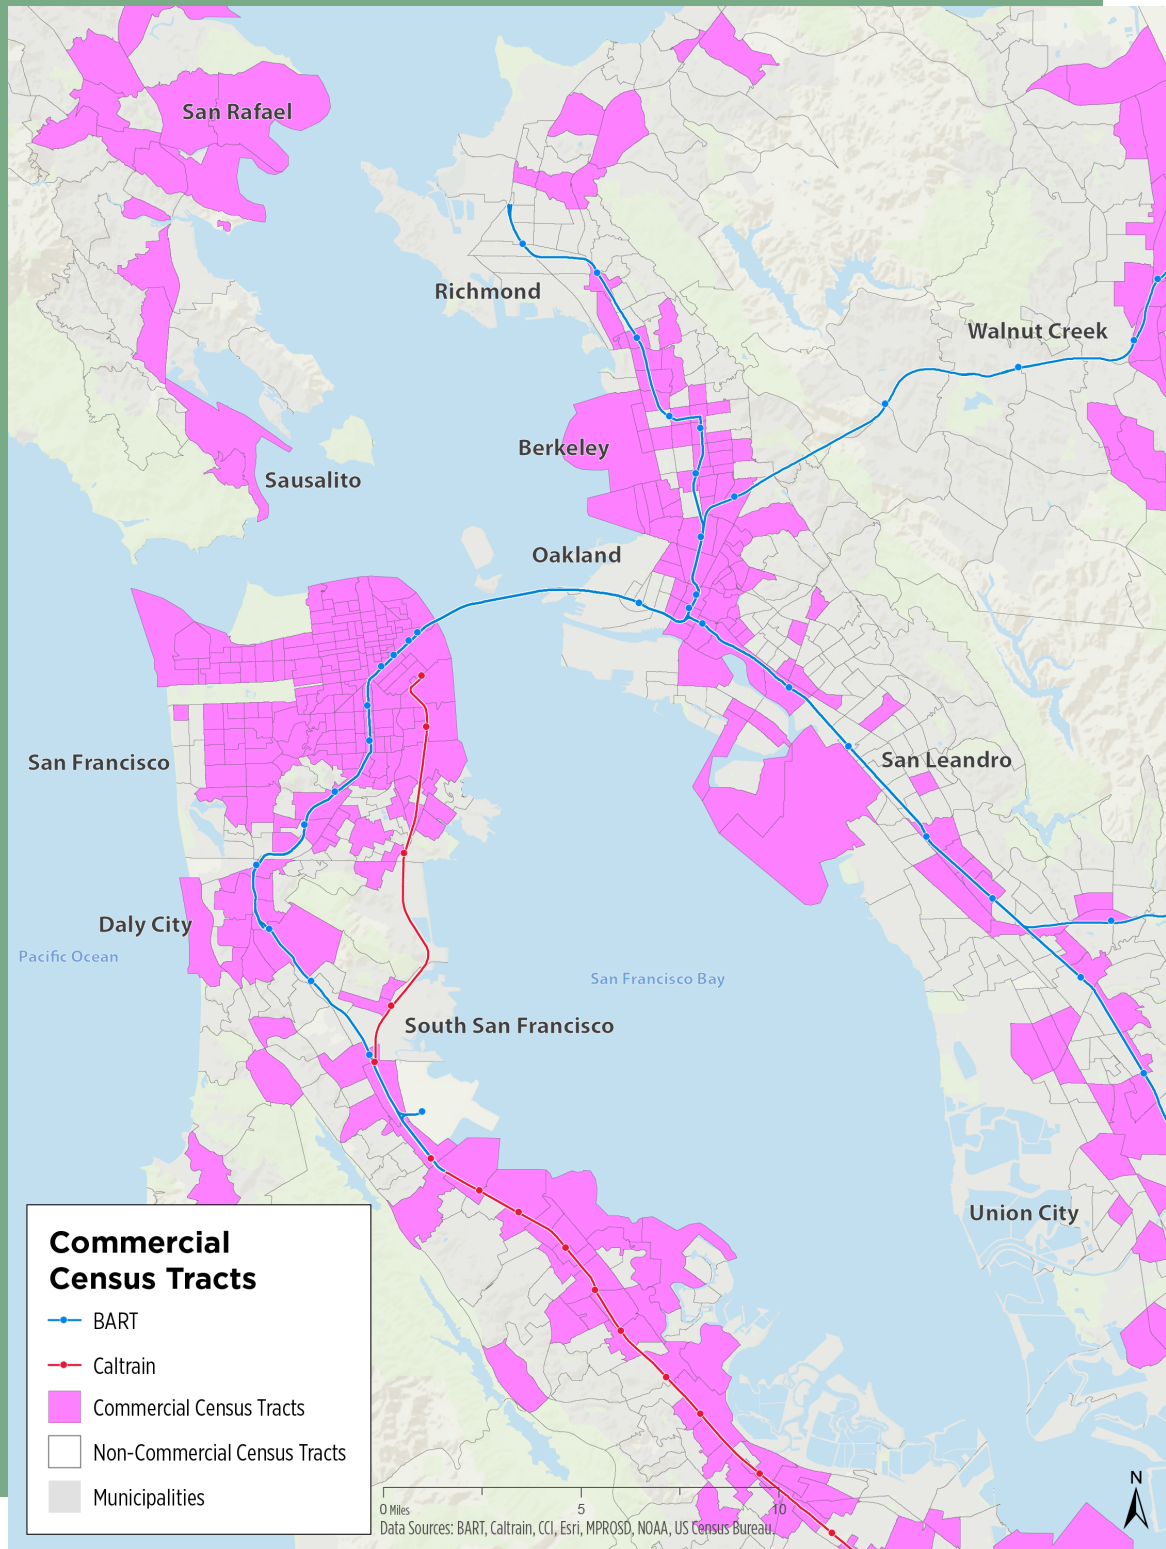 San Rafael
Richmond
Walnut Creek
Berkeley
Sausalito
Oakland
San Francisco
San Leandro
Daly City
Pacific Ocean
San Francisco Bay
South San Francisco
Union City
Commercial
Census Tracts
BART
Caltrain
Commercial Census Tracts
Non-Commercial Census Tracts
Municipalities
N
0 Miles 5 10
Data Sources: BART, Caltrain, CCI, Esri, MPROSD, NOAA, US Census Bureau.